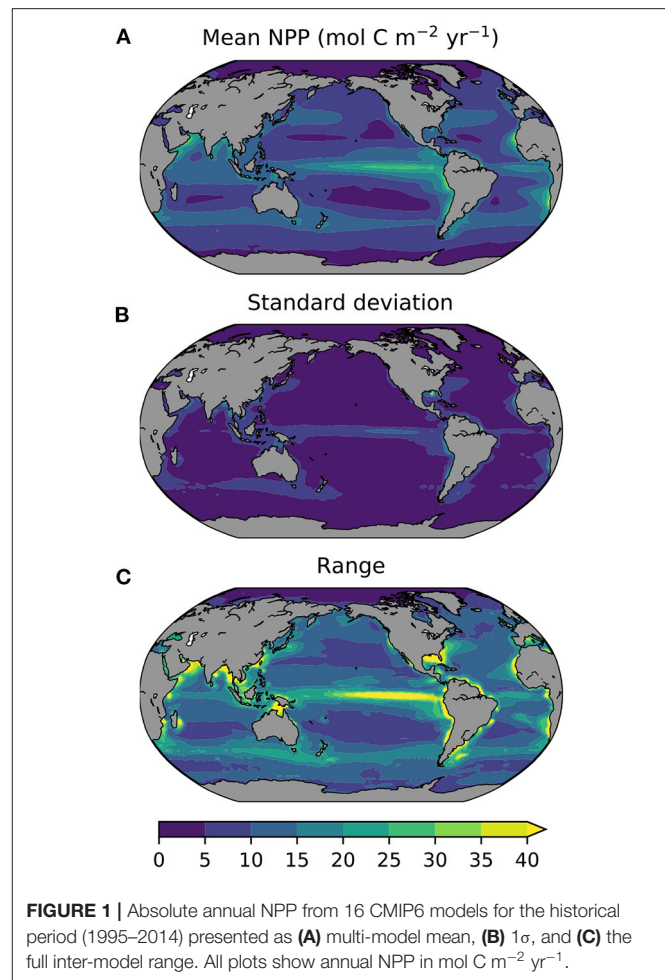 A
Mean NPP (mol C m⁻² yr⁻¹)
B
Standard deviation
C
Range
0 5 10 15 20 25 30 35 40
FIGURE 1 | Absolute annual NPP from 16 CMIP6 models for the historical
period (1995–2014) presented as (A) multi-model mean, (B) 1σ, and (C) the
full inter-model range. All plots show annual NPP in mol C m⁻² yr⁻¹.